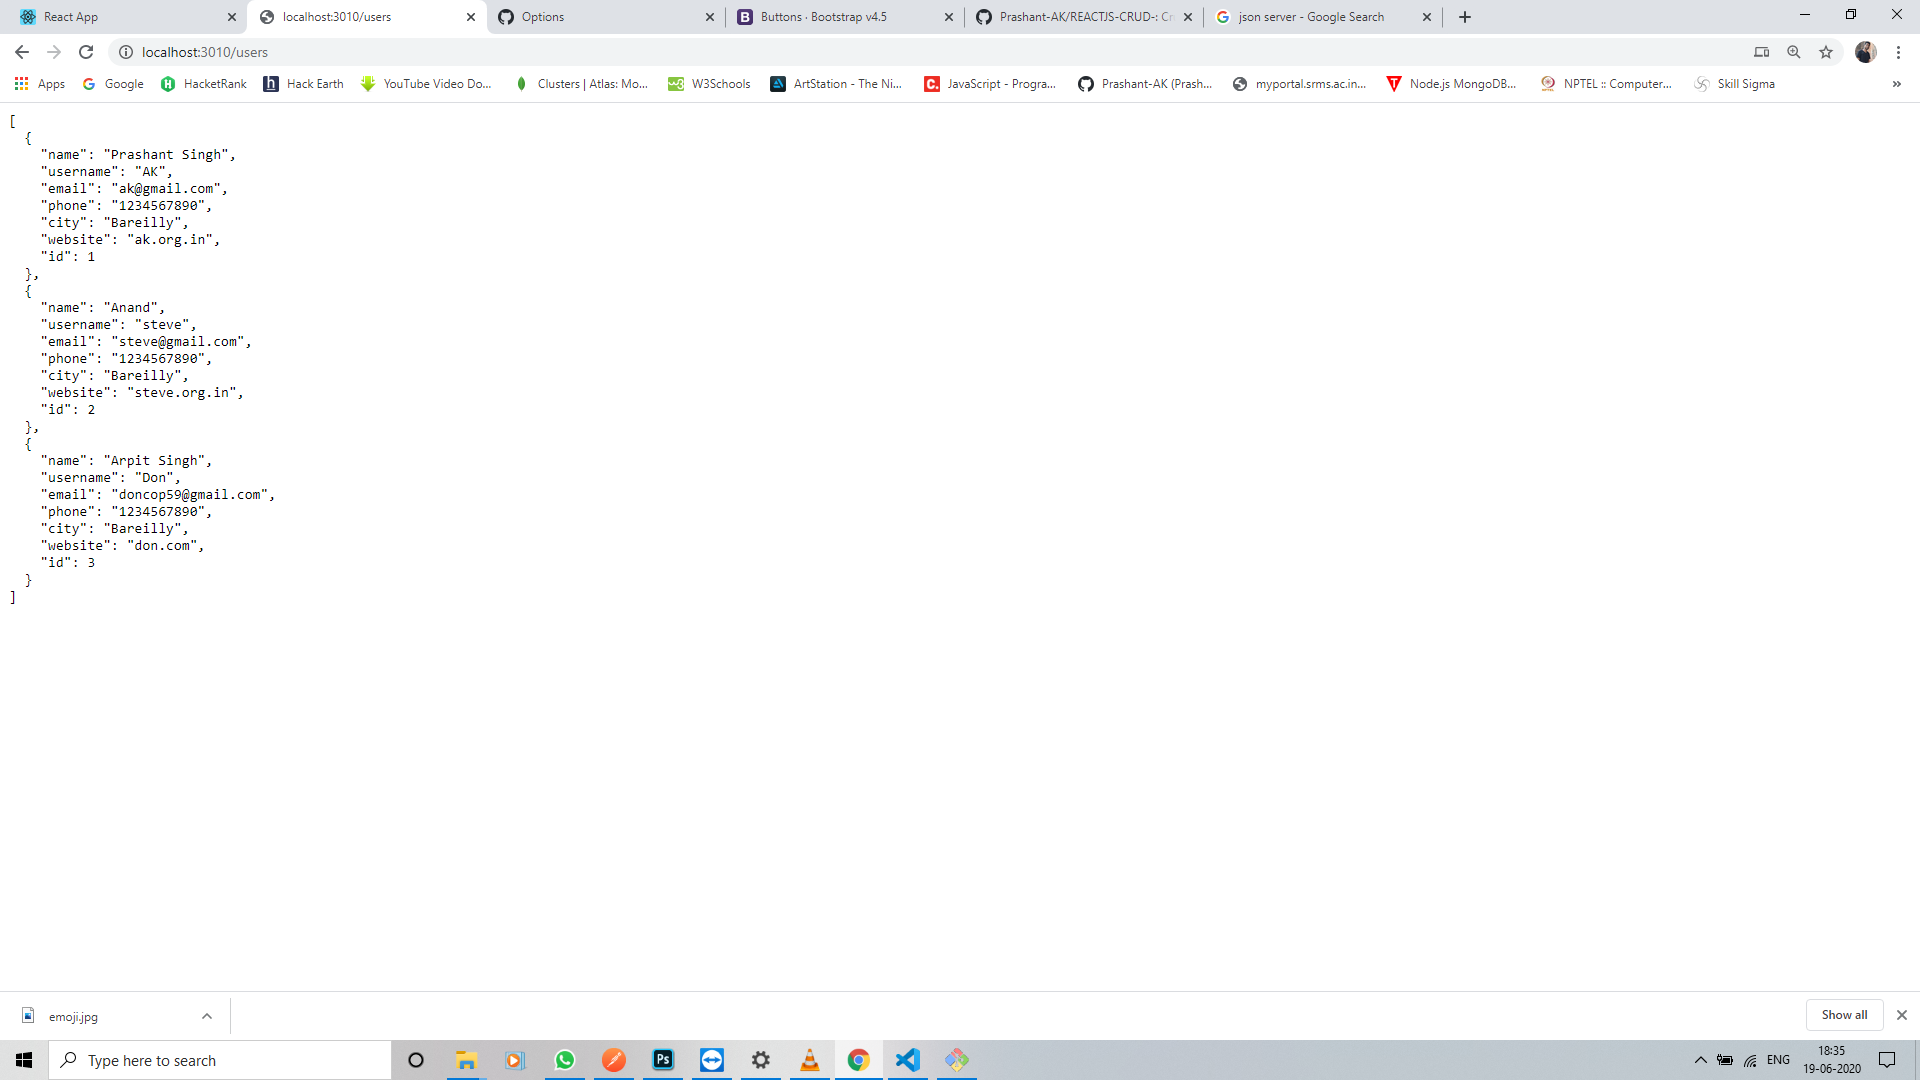 React App
localhost:3010/users
Options
Buttons · Bootstrap v4.5
Prashant-AK/REACTJS-CRUD-: Cr
json server - Google Search
localhost:3010/users
Apps
Google
HacketRank
Hack Earth
YouTube Video Do...
Clusters | Atlas: Mo...
W3Schools
ArtStation - The Ni...
JavaScript - Progra...
Prashant-AK (Prash...
myportal.srms.ac.in...
Node.js MongoDB...
NPTEL :: Computer...
Skill Sigma
»
[
{
"name": "Prashant Singh",
"username": "AK",
"email": "ak@gmail.com",
"phone": "1234567890",
"city": "Bareilly",
"website": "ak.org.in",
"id": 1
},
{
"name": "Anand",
"username": "steve",
"email": "steve@gmail.com",
"phone": "1234567890",
"city": "Bareilly",
"website": "steve.org.in",
"id": 2
},
{
"name": "Arpit Singh",
"username": "Don",
"email": "doncop59@gmail.com",
"phone": "1234567890",
"city": "Bareilly",
"website": "don.com",
"id": 3
}
]
emoji.jpg
Show all
Type here to search
Ps
ENG
18:35
19-06-2020